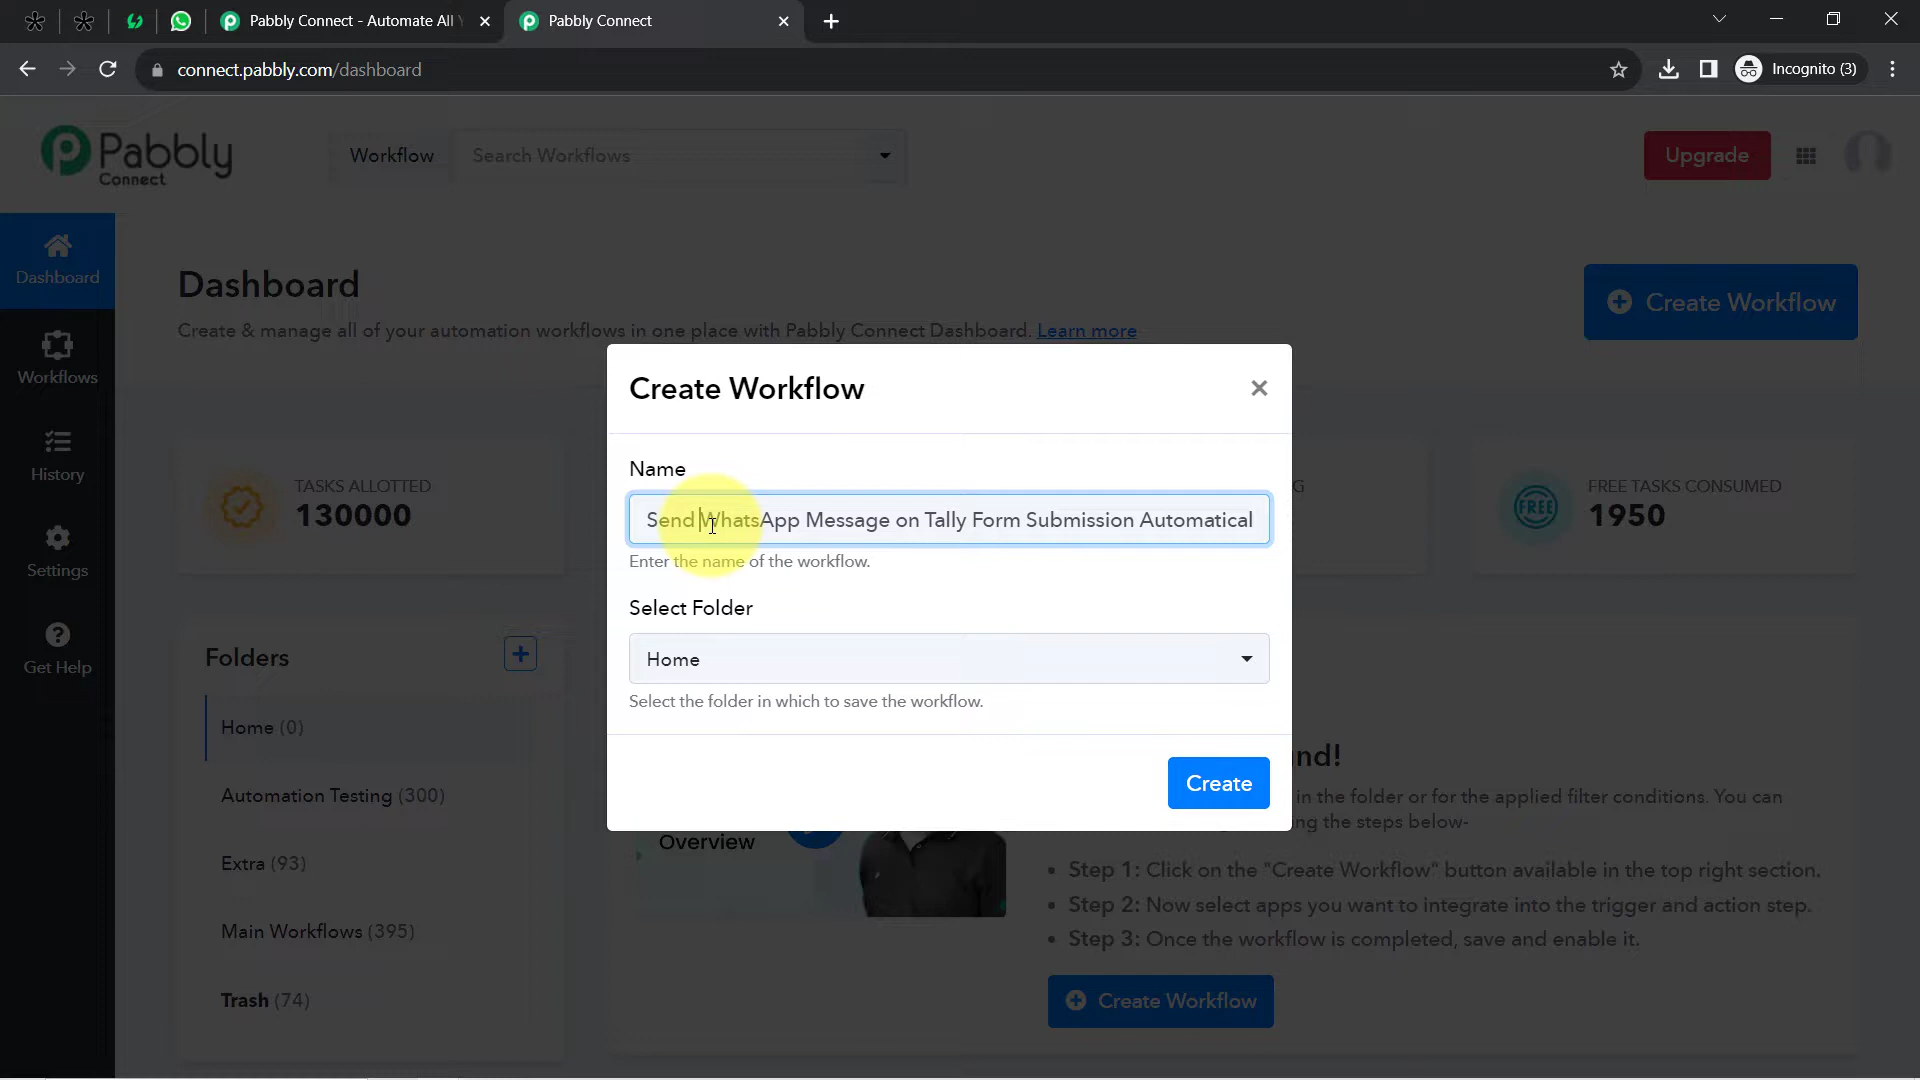 Pabbly Connect - Automate All
Pabbly Connect
connect.pabbly.com/dashboard
Incognito (3)
Pabbly
Connect
Workflow
Search Workflows
Upgrade
Dashboard
Workflows
History
Settings
Get Help
Dashboard
Create & manage all of your automation workflows in one place with Pabbly Connect Dashboard. Learn more
Create Workflow
TASKS ALLOTTED
130000
G
FREE TASKS CONSUMED
1950
Create Workflow
Name
Send WhatsApp Message on Tally Form Submission Automatical
Enter the name of the workflow.
Select Folder
Home
Select the folder in which to save the workflow.
Create
Folders
Home (0)
Automation Testing (300)
Extra (93)
Main Workflows (395)
Trash (74)
Overview
nd!
in the folder or for the applied filter conditions. You can
ng the steps below-
Step 1: Click on the "Create Workflow" button available in the top right section.
Step 2: Now select apps you want to integrate into the trigger and action step.
Step 3: Once the workflow is completed, save and enable it.
Create Workflow